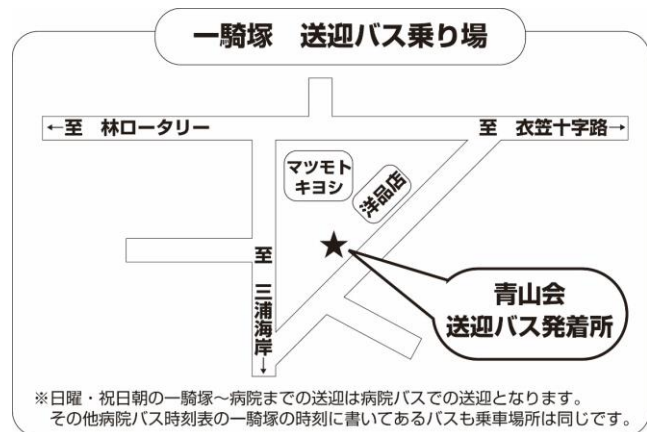 一騎塚　送迎バス乗り場
←至　林ロータリー
至　衣笠十字路→
マツモト
キヨシ
洋品店
至　三浦海岸→
青山会
送迎バス発着所
※日曜・祝日朝の一騎塚～病院までの送迎は病院バスでの送迎となります。
その他病院バス時刻表の一騎塚の時刻に書いてあるバスも乗車場所は同じです。